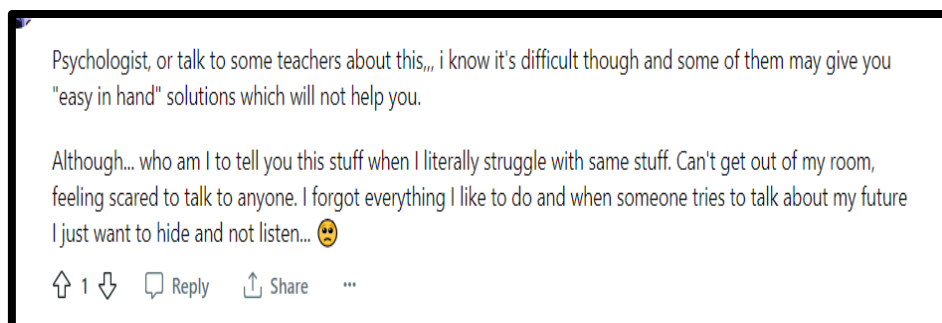 Psychologist, or talk to some teachers about this,,, i know it's difficult though and some of them may give you
"easy in hand" solutions which will not help you.
Although... who am I to tell you this stuff when I literally struggle with same stuff. Can't get out of my room,
feeling scared to talk to anyone. I forgot everything I like to do and when someone tries to talk about my future
I just want to hide and not listen... 🥺
1 Reply Share ...